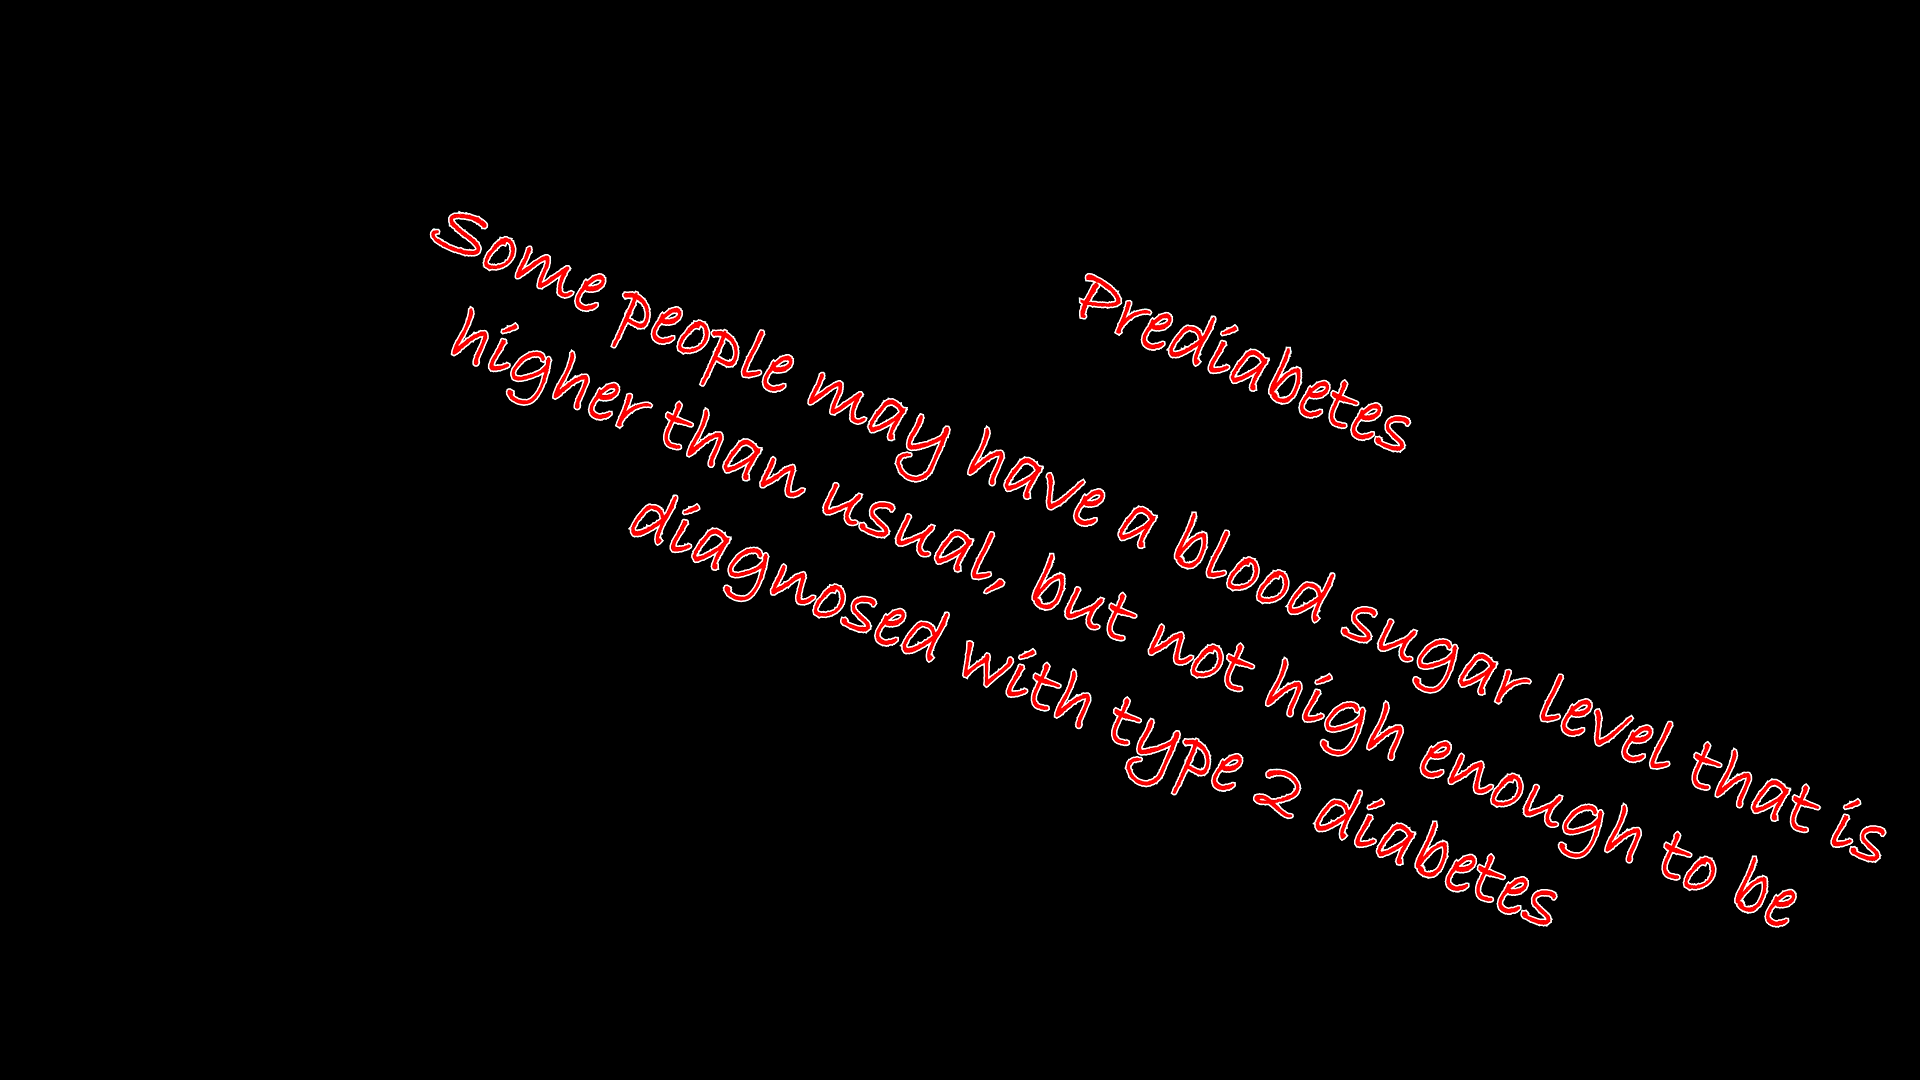 Prediabetes
Some people may have a blood sugar level that is
higher than usual, but not high enough to be
diagnosed with type 2 diabetes